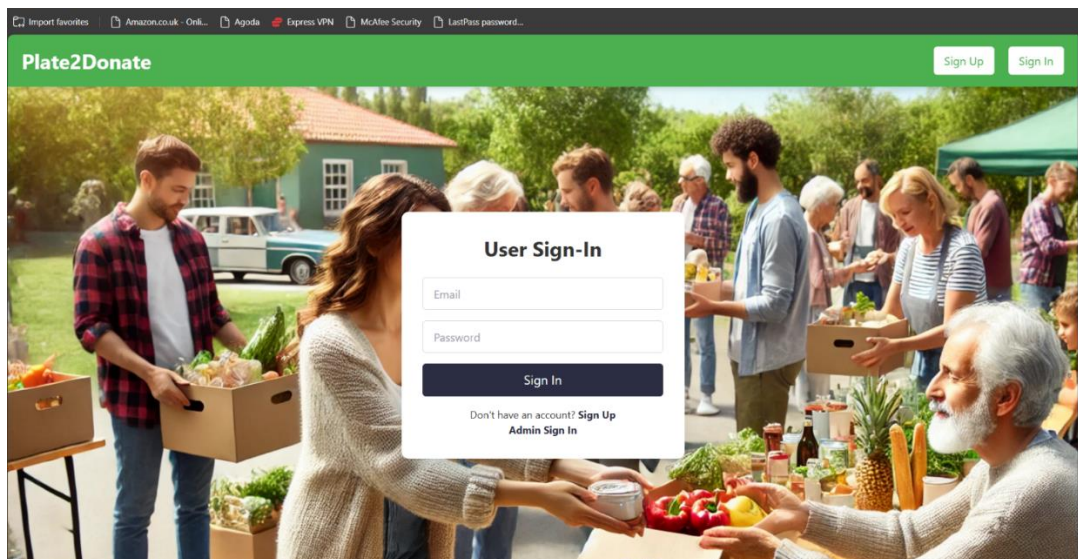 Import favorites
Amazon.co.uk - Onli...
Agoda
Express VPN
McAfee Security
LastPass password...
Plate2Donate
Sign Up
Sign In
User Sign-In
Email
Password
Sign In
Don't have an account? Sign Up
Admin Sign In